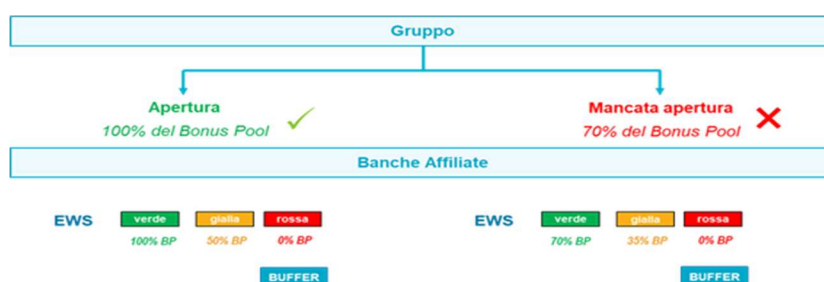 Gruppo
Apertura Mancata apertura
100% del Bonus Pool 70% del Bonus Pool
Banche Affiliate
EWS verde gialla rossa EWS verde gialla rossa
100% BP 50% BP 0% BP 70% BP 35% BP 0% BP
BUFFER BUFFER